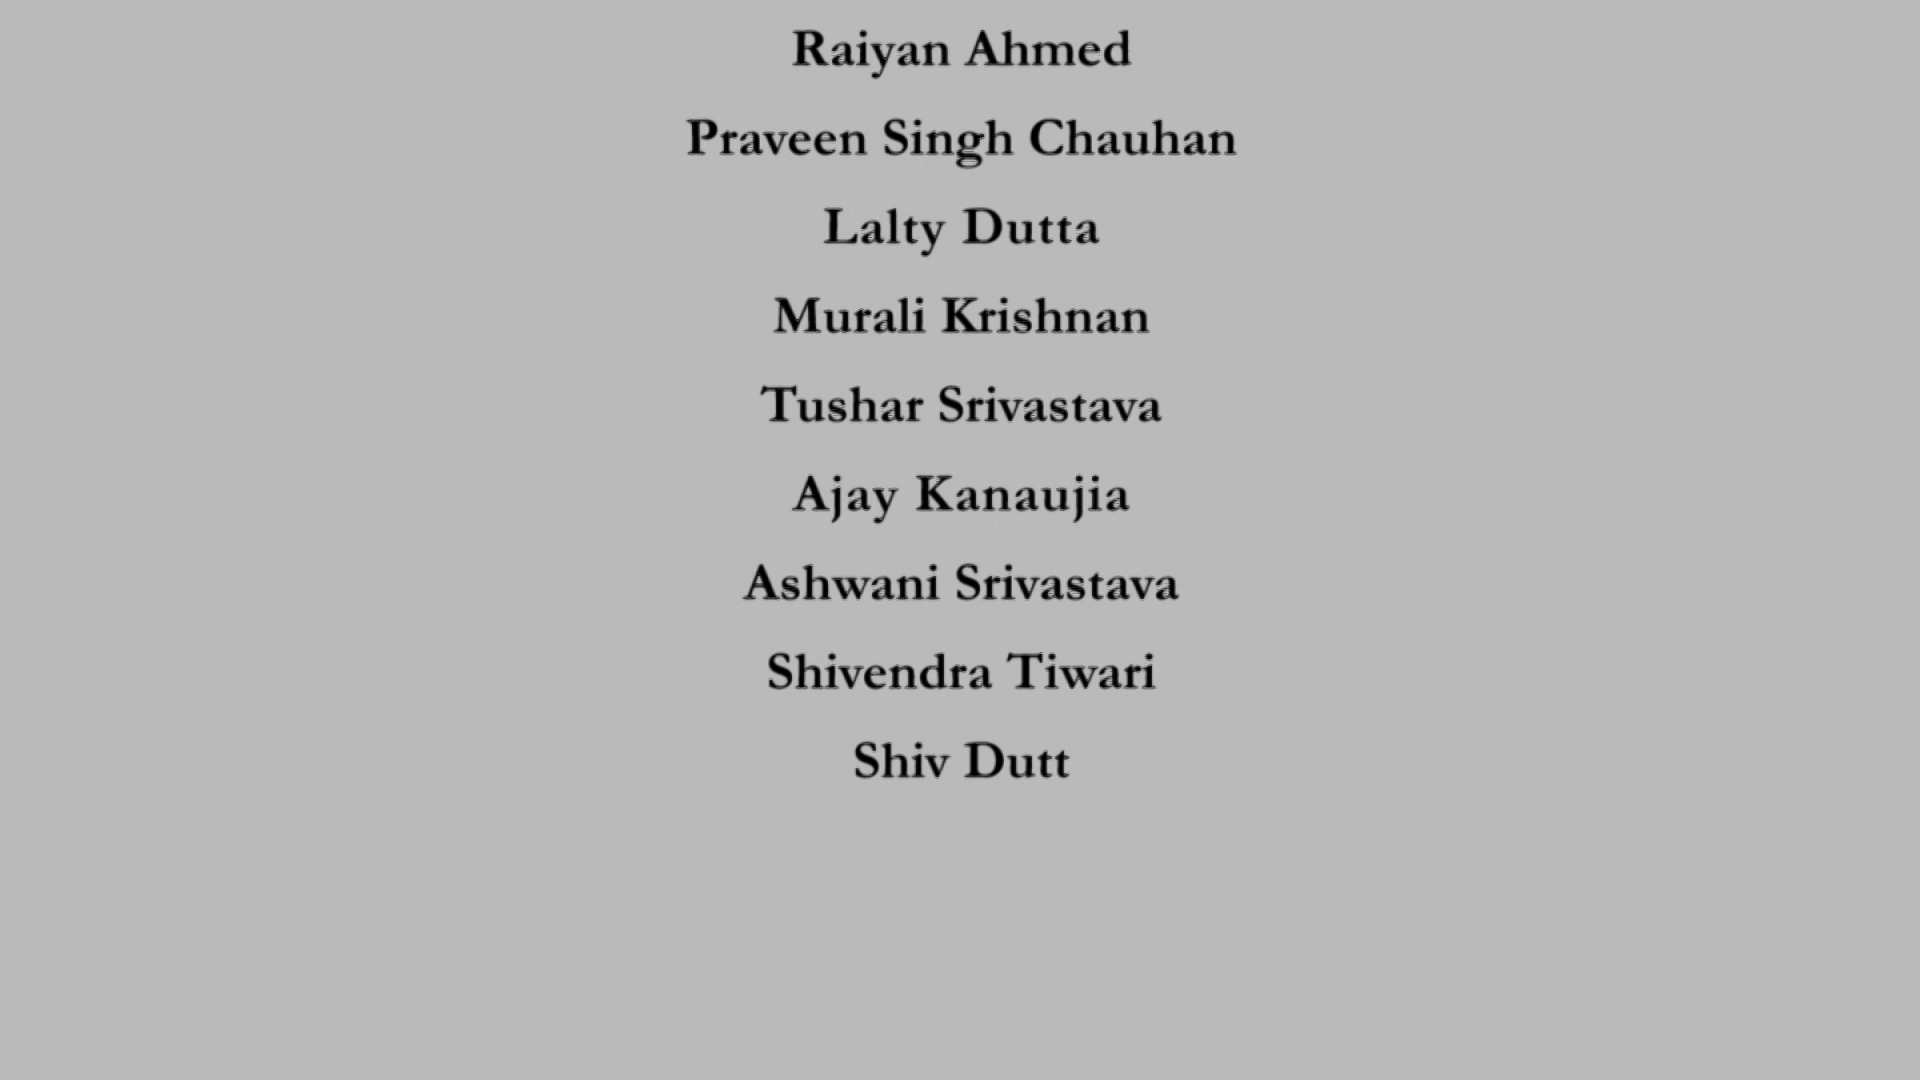 Raiyan Ahmed
Praveen Singh Chauhan
Lalty Dutta
Murali Krishnan
Tushar Srivastava
Ajay Kanaujia
Ashwani Srivastava
Shivendra Tiwari
Shiv Dutt